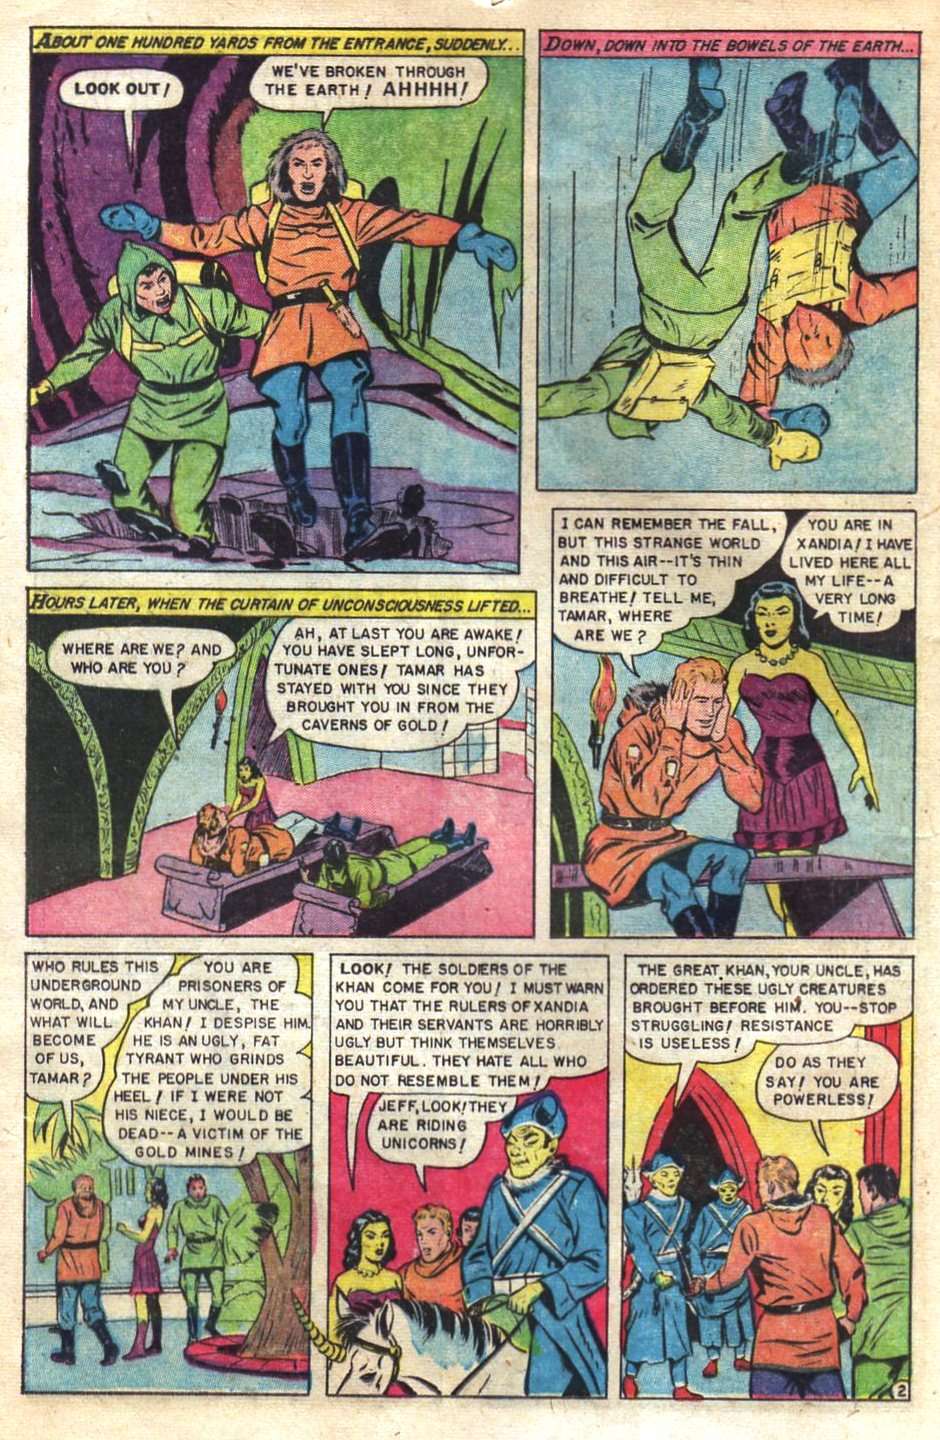 ABOUT ONE HUNDRED YARDS FROM THE ENTRANCE, SUDDENLY...
LOOK OUT!
WE'VE BROKEN THROUGH
THE EARTH! AHHHH!
DOWN, DOWN INTO THE BOWELS OF THE EARTH...
HOURS LATER, WHEN THE CURTAIN OF UNCONSCIOUSNESS LIFTED...
WHERE ARE WE? AND
WHO ARE YOU?
AH, AT LAST YOU ARE AWAKE!
YOU HAVE SLEPT LONG, UNFOR-
TUNATE ONES! TAMAR HAS
STAYED WITH YOU SINCE THEY
BROUGHT YOU IN FROM THE
CAVERNS OF GOLD!
I CAN REMEMBER THE FALL,
BUT THIS STRANGE WORLD
AND THIS AIR--IT'S THIN
AND DIFFICULT TO
BREATHE! TELL ME,
TAMAR, WHERE
ARE WE?
YOU ARE IN
XANDIA! I HAVE
LIVED HERE ALL
MY LIFE--A
VERY LONG
TIME!
WHO RULES THIS
UNDERGROUND
WORLD, AND
WHAT WILL
BECOME
OF US,
TAMAR?
YOU ARE
PRISONERS OF
MY UNCLE, THE
KHAN! I DESPISE HIM.
HE IS AN UGLY, FAT
TYRANT WHO GRINDS
THE PEOPLE UNDER HIS
HEEL! IF I WERE NOT
HIS NIECE, I WOULD BE
DEAD--A VICTIM OF THE
GOLD MINES!
LOOK! THE SOLDIERS OF THE
KHAN COME FOR YOU! I MUST WARN
YOU THAT THE RULERS OF XANDIA
AND THEIR SERVANTS ARE HORRIBLY
UGLY BUT THINK THEMSELVES
BEAUTIFUL. THEY HATE ALL WHO
DO NOT RESEMBLE THEM!
JEFF, LOOK! THEY
ARE RIDING
UNICORNS!
THE GREAT KHAN, YOUR UNCLE, HAS
ORDERED THESE UGLY CREATURES
BROUGHT BEFORE HIM. YOU--STOP
STRUGGLING! RESISTANCE
IS USELESS!
DO AS THEY
SAY! YOU ARE
POWERLESS!
2